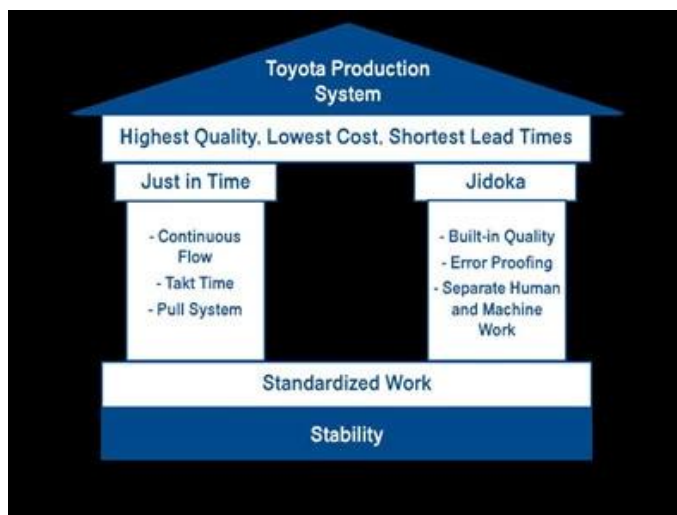 Toyota Production
System
Highest Quality, Lowest Cost, Shortest Lead Times
Just in Time
- Continuous
Flow
- Takt Time
- Pull System
Jidoka
- Built-in Quality
- Error Proofing
- Separate Human
and Machine
Work
Standardized Work
Stability